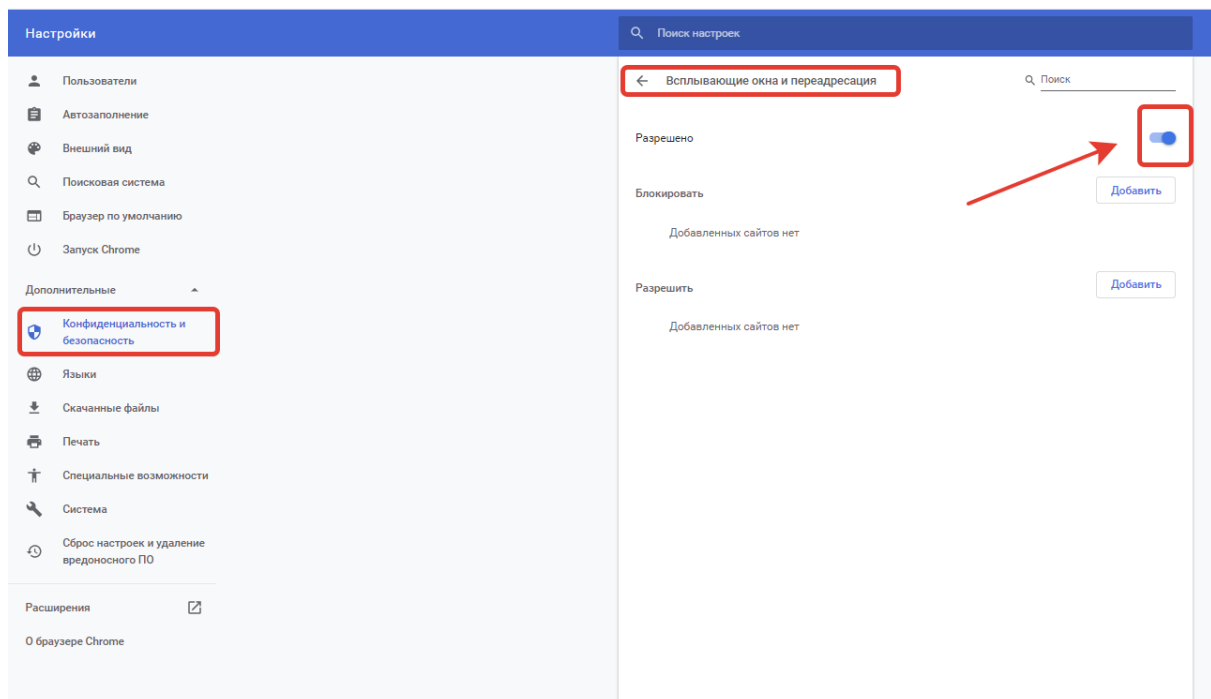 Настройки
Поиск настроек
Пользователи
Автозаполнение
Внешний вид
Поисковая система
Браузер по умолчанию
Запуск Chrome
Дополнительные
Конфиденциальность и
безопасность
Языки
Скачанные файлы
Печать
Специальные возможности
Система
Сброс настроек и удаление
вредоносного ПО
Расширения
О браузере Chrome
Всплывающие окна и переадресация
Поиск
Разрешено
Блокировать
Добавить
Добавленных сайтов нет
Разрешить
Добавить
Добавленных сайтов нет